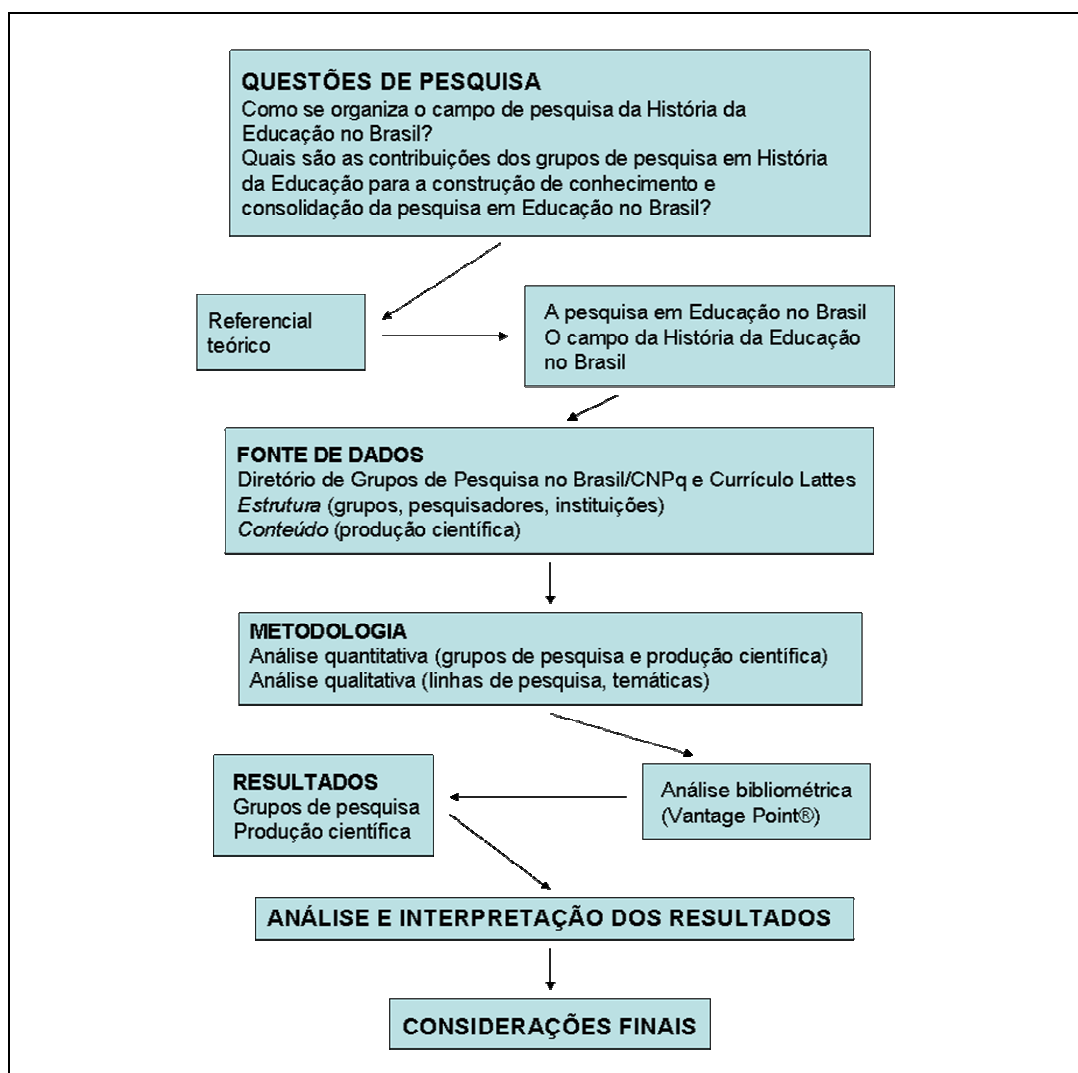 QUESTÕES DE PESQUISA
Como se organiza o campo de pesquisa da História da
Educação no Brasil?
Quais são as contribuições dos grupos de pesquisa em História
da Educação para a construção de conhecimento e
consolidação da pesquisa em Educação no Brasil?
Referencial
teórico
A pesquisa em Educação no Brasil
O campo da História da Educação
no Brasil
FONTE DE DADOS
Diretório de Grupos de Pesquisa no Brasil/CNPq e Currículo Lattes
Estrutura (grupos, pesquisadores, instituições)
Conteúdo (produção científica)
METODOLOGIA
Análise quantitativa (grupos de pesquisa e produção científica)
Análise qualitativa (linhas de pesquisa, temáticas)
RESULTADOS
Grupos de pesquisa
Produção científica
Análise bibliométrica
(Vantage Point®)
ANÁLISE E INTERPRETAÇÃO DOS RESULTADOS
CONSIDERAÇÕES FINAIS